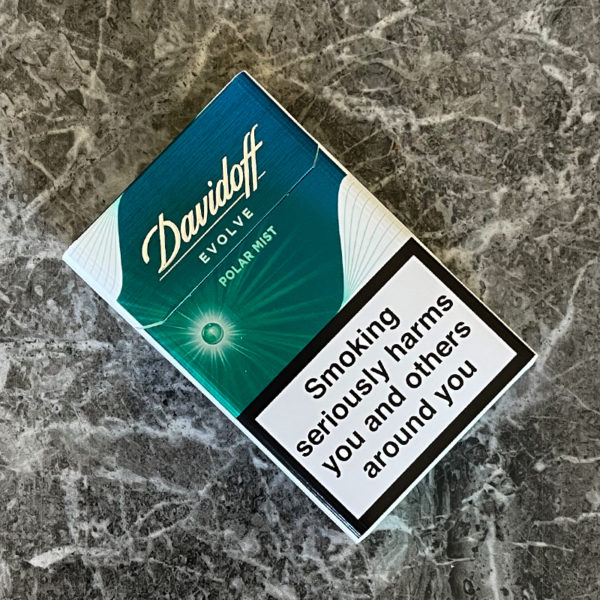 Davidoff
EVOLVE
POLAR MIST
Smoking
seriously harms
you and others
around you